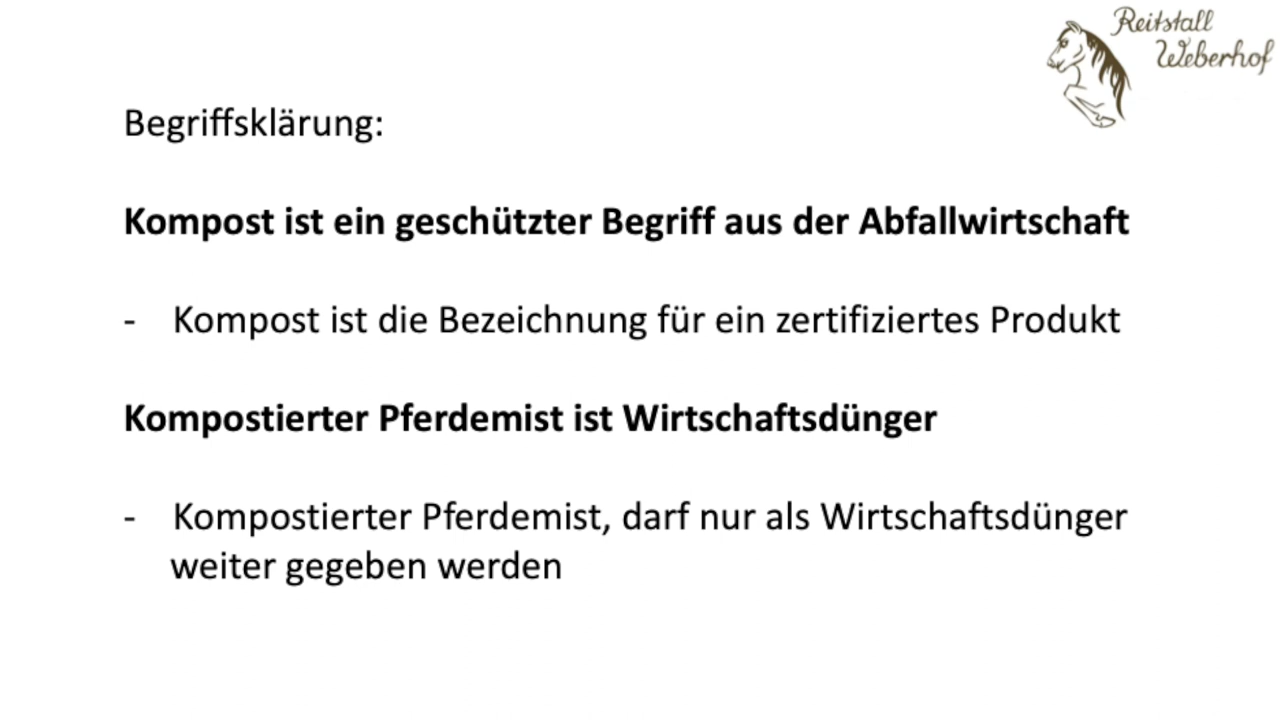 Reitstall
Weberhof
Begriffsklärung:
Kompost ist ein geschützter Begriff aus der Abfallwirtschaft
- Kompost ist die Bezeichnung für ein zertifiziertes Produkt
Kompostierter Pferdemist ist Wirtschaftsdünger
- Kompostierter Pferdemist, darf nur als Wirtschaftsdünger
weiter gegeben werden